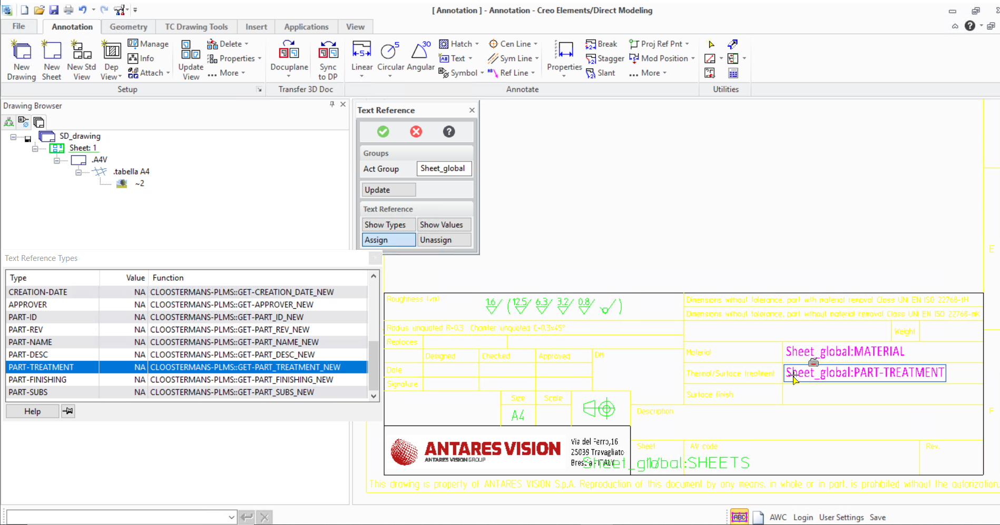 [ Annotation ] - Annotation - Creo Elements/Direct Modeling
File
Annotation
Geometry
TC Drawing Tools
Insert
Applications
View
New Drawing
New Sheet
New Std View
Dep View
Manage
Info
Attach
Update View
Delete
Properties
... More
Docuplane
Sync to DP
Linear
Circular
Angular
Hatch
Text
Symbol
Cen Line
Sym Line
Ref Line
Properties
Break
Stagger
Slant
Proj Ref Pnt
Mod Position
... More
Setup
Transfer 3D Doc
Annotate
Utilities
Drawing Browser
SD_drawing
Sheet: 1
.A4V
.tabella A4
~2
Text Reference
Groups
Act Group Sheet_global
Update
Text Reference
Show Types Show Values
Assign Unassign
Text Reference Types
Type Value Function
CREATION-DATE NA CLOOSTERMANS-PLMS::GET-CREATION_DATE_NEW
APPROVER NA CLOOSTERMANS-PLMS::GET-APPROVER_NEW
PART-ID NA CLOOSTERMANS-PLMS::GET-PART_ID_NEW
PART-REV NA CLOOSTERMANS-PLMS::GET-PART_REV_NEW
PART-NAME NA CLOOSTERMANS-PLMS::GET-PART_NAME_NEW
PART-DESC NA CLOOSTERMANS-PLMS::GET-PART_DESC_NEW
PART-TREATMENT NA CLOOSTERMANS-PLMS::GET-PART_TREATMENT_NEW
PART-FINISHING NA CLOOSTERMANS-PLMS::GET-PART_FINISHING_NEW
PART-SUBS NA CLOOSTERMANS-PLMS::GET-PART_SUBS_NEW
Help
E
F
Roughness
1.6 ( 12.5 6.3 3.2 0.8 )
Dimensions without tolerance, part with material removal Class UNI EN ISO 22768-tH
Dimensions without tolerance, part without material removal Class UNI EN ISO 22768-mK
Radius unquoted R=0.3 Chamfer unquoted C=0.3x45°
Weight
Replaces
Designed Checked Approved DM
Date
Signature
Material Sheet_global:MATERIAL
Thermal/Surface treatment Sheet_global:PART-TREATMENT
Surface finish
Size Scale
A4
Description
ANTARES VISION
ANTARES VISION GROUP
Via del Ferro,16
25039 Travagliato
Brescia - ITALY
Sheet AV code Rev.
Sheet_global:SHEETS
This drawing is property of ANTARES VISION S.p.A. Reproduction of this document by any means, in whole or in part, is prohibited without the autorization
ABC
AWC Login User Settings Save